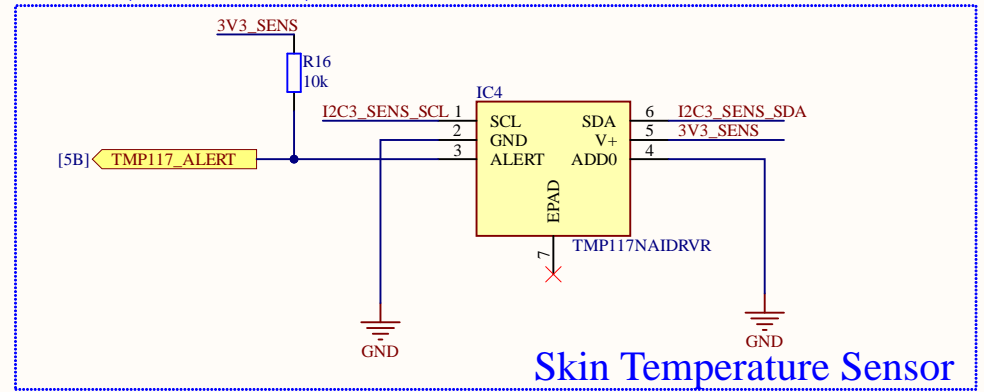 3V3_SENS
R16
10k
IC4
I2C3_SENS_SCL 1 SCL SDA 6 I2C3_SENS_SDA
2 GND V+ 5 3V3_SENS
[5B] TMP117_ALERT 3 ALERT ADD0 4
EPAD
7
TMP117NAIDRVR
GND
GND
Skin Temperature Sensor